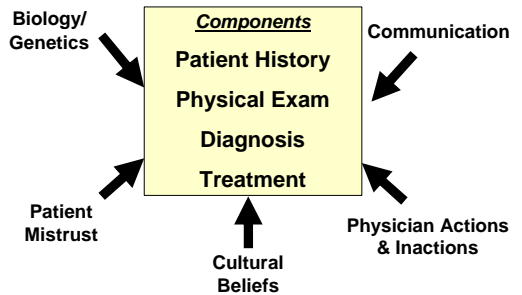 Biology/
Genetics
Components
Patient History
Physical Exam
Diagnosis
Treatment
Communication
Patient
Mistrust
Cultural
Beliefs
Physician Actions
& Inactions